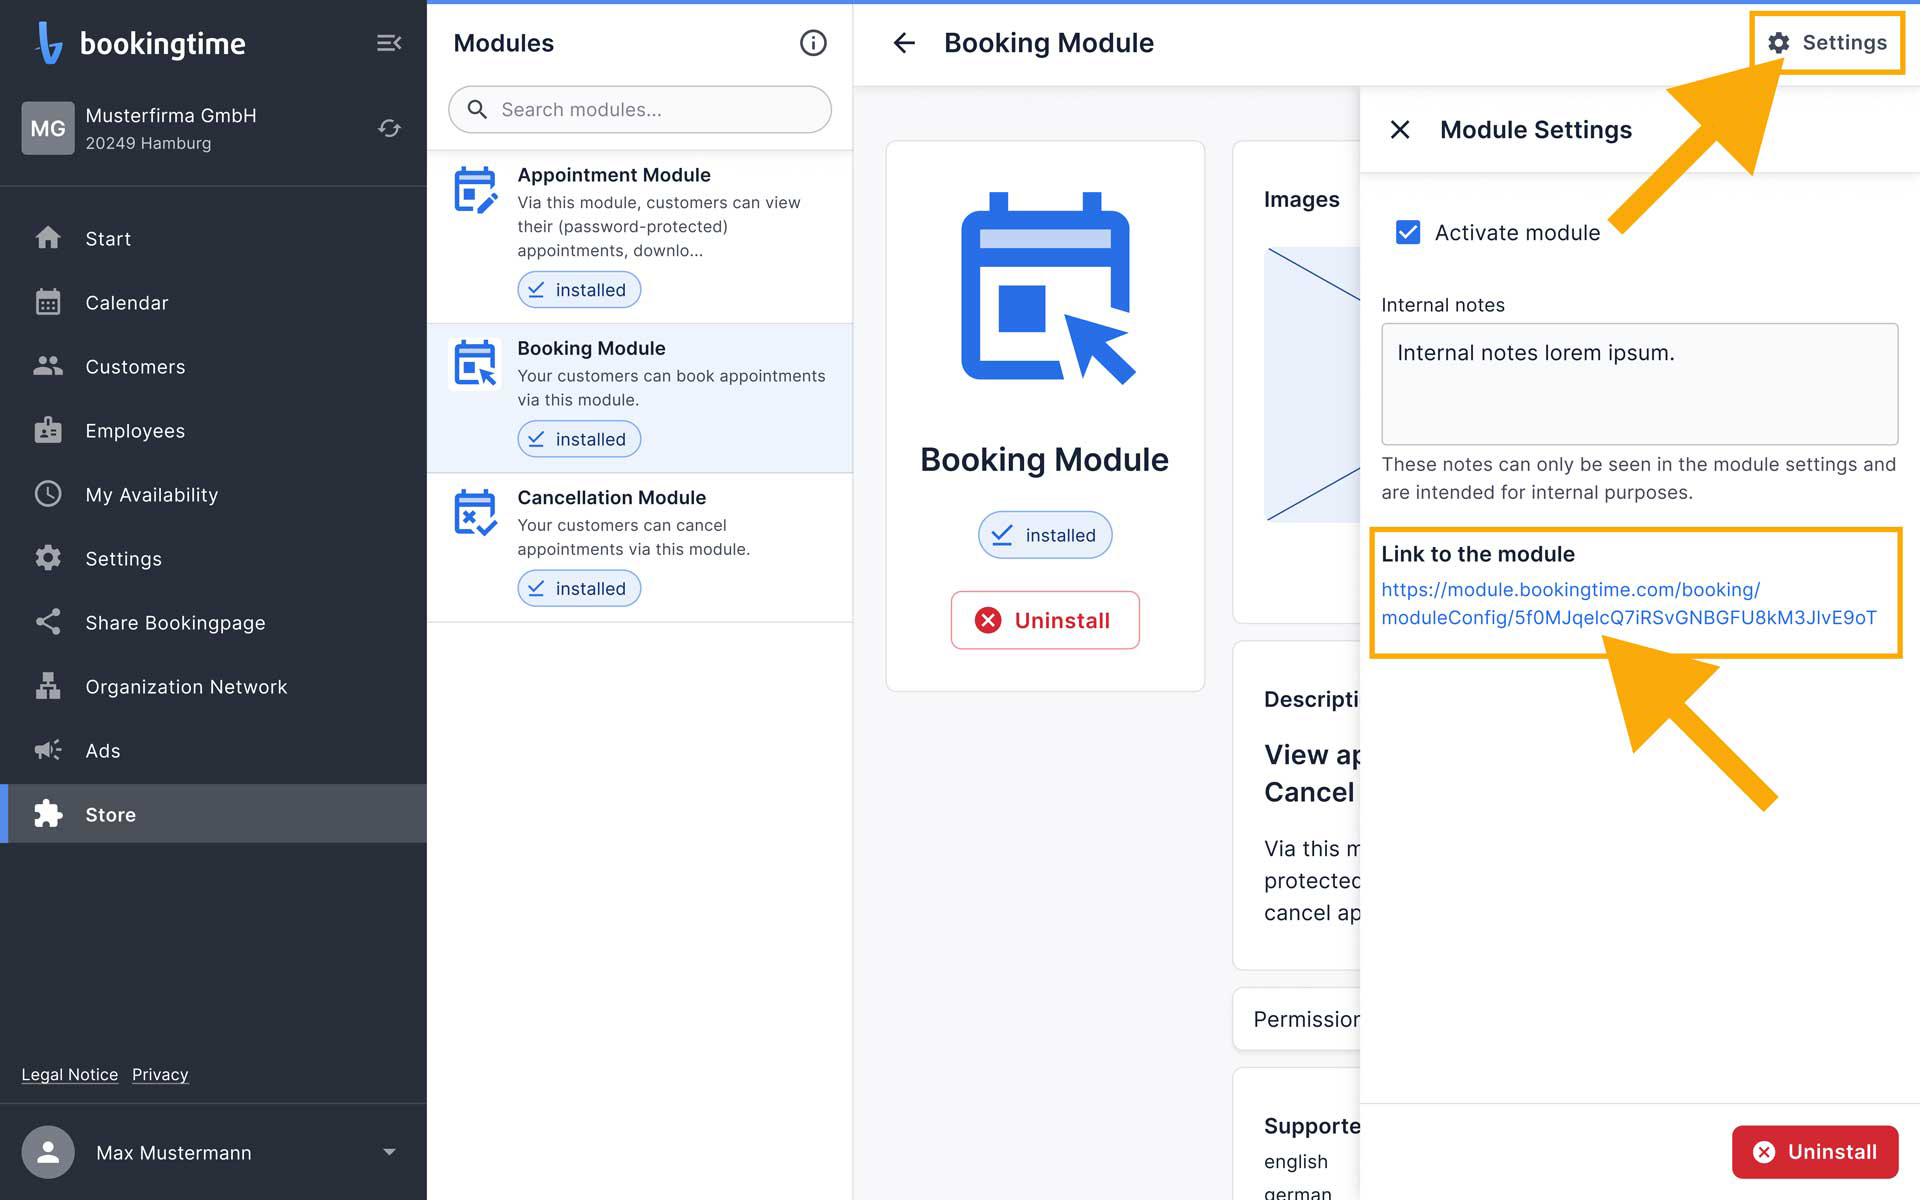 bookingtime
MG
Musterfirma GmbH
20249 Hamburg
Start
Calendar
Customers
Employees
My Availability
Settings
Share Bookingpage
Organization Network
Ads
Store
Legal Notice Privacy
Max Mustermann
Modules
Search modules...
Appointment Module
Via this module, customers can view
their (password-protected)
appointments, downlo...
installed
Booking Module
Your customers can book appointments
via this module.
installed
Cancellation Module
Your customers can cancel
appointments via this module.
installed
Booking Module
Settings
Booking Module
installed
Uninstall
Images
Descripti
View ap
Cancel
Via this m
protected
cancel ap
Permission
Supporte
english
german
Module Settings
Activate module
Internal notes
Internal notes lorem ipsum.
These notes can only be seen in the module settings and
are intended for internal purposes.
Link to the module
https://module.bookingtime.com/booking/
moduleConfig/5f0MJqelcQ7iRSvGNBGFU8kM3JlvE9oT
Uninstall